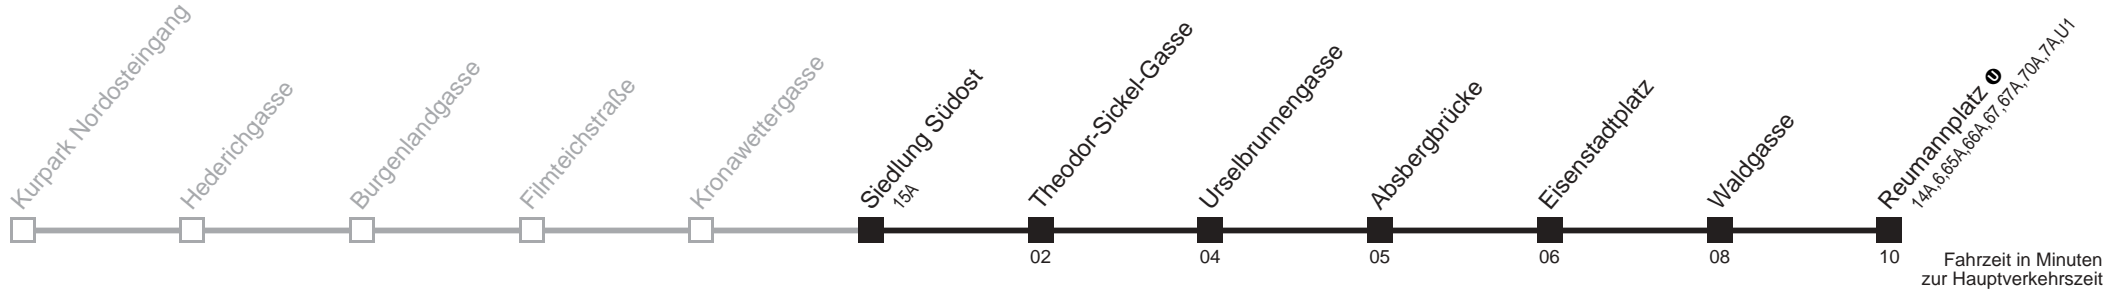 Kurpark Nordosteingang
Hederichgasse
Burgenlandgasse
Filmteichstraße
Kronawettergasse
Siedlung Südost
15A
Theodor-Sickel-Gasse
Urselbrunnengasse
Absbergbrücke
Eisenstadtplatz
Waldgasse
Reumannplatz U
14A,6,65A,66A,67,67A,70A,7A,U1
02
04
05
06
08
10
Fahrzeit in Minuten
zur Hauptverkehrszeit